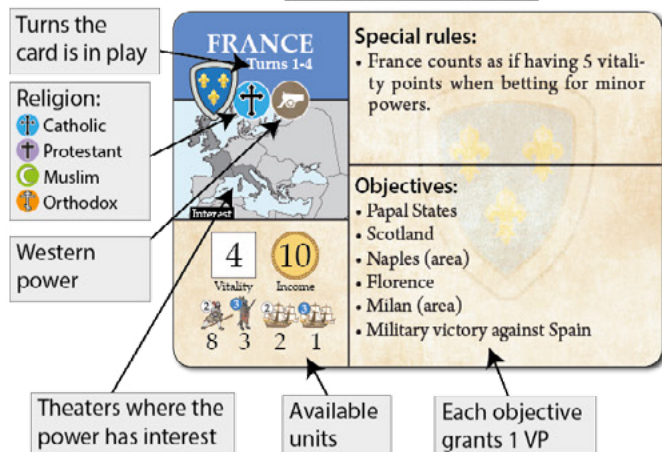 Turns the
card is in play
Religion:
Catholic
Protestant
Muslim
Orthodox
Western
power
FRANCE
Turns 1-4
Interest
4
10
Vitality
Income
2
3
2
3
8
3
2
1
Special rules:
• France counts as if having 5 vitali-
ty points when betting for minor
powers.
Objectives:
• Papal States
• Scotland
• Naples (area)
• Florence
• Milan (area)
• Military victory against Spain
Theaters where the
power has interest
Available
units
Each objective
grants 1 VP